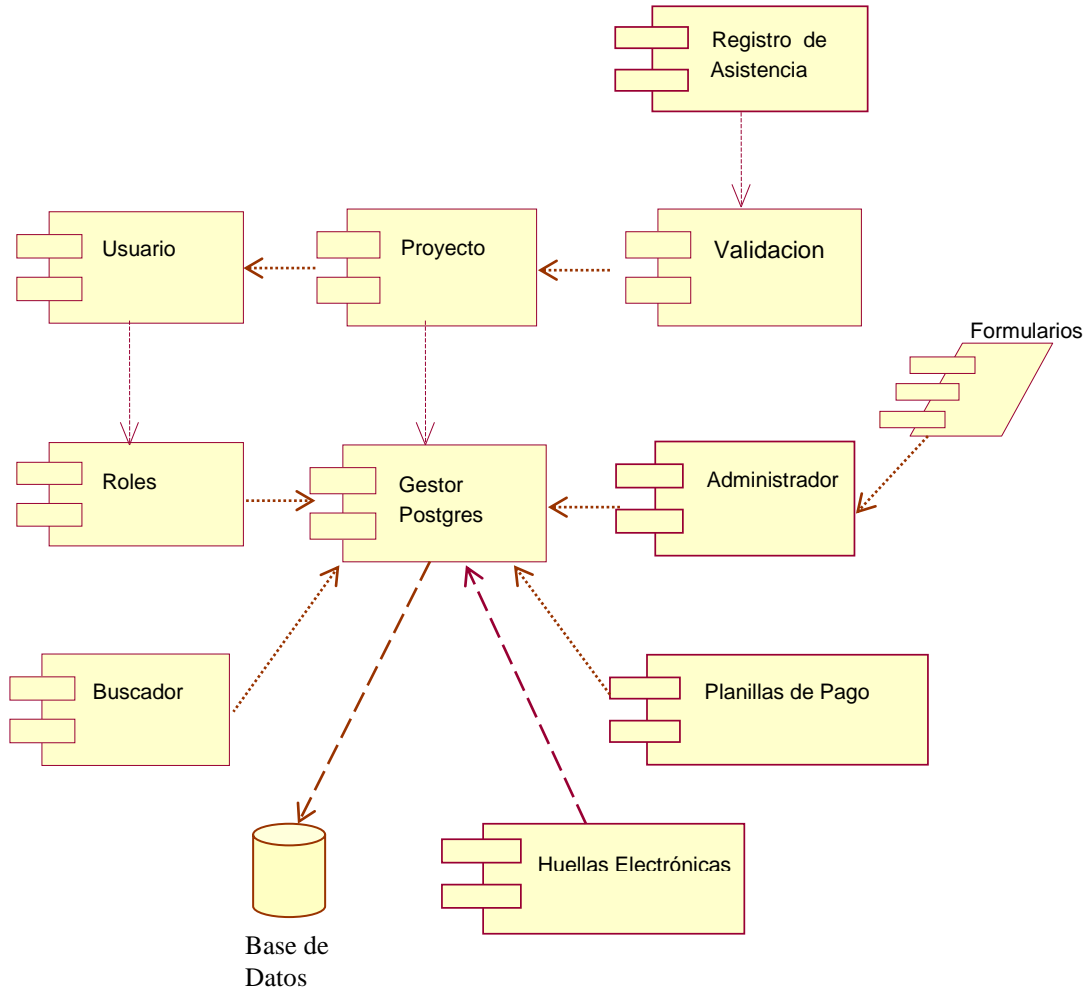 Registro de
Asistencia
Usuario
Proyecto
Validacion
Formularios
Roles
Gestor
Postgres
Administrador
Buscador
Planillas de Pago
Huellas Electrónicas
Base de
Datos